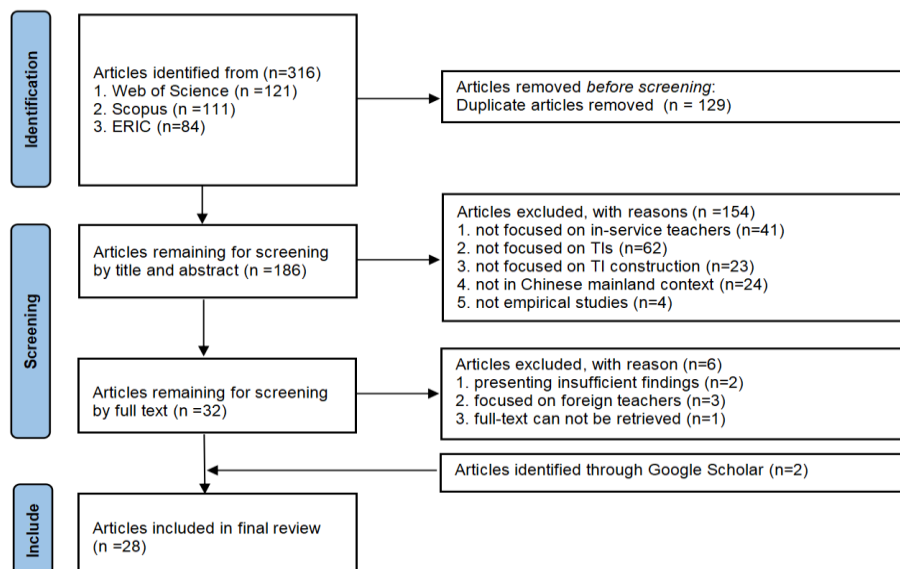 Identification
Articles identified from (n=316)
1. Web of Science (n =121)
2. Scopus (n =111)
3. ERIC (n=84)
Articles removed before screening:
Duplicate articles removed (n = 129)
Screening
Articles remaining for screening
by title and abstract (n =186)
Articles excluded, with reasons (n =154)
1. not focused on in-service teachers (n=41)
2. not focused on TIs (n=62)
3. not focused on TI construction (n=23)
4. not in Chinese mainland context (n=24)
5. not empirical studies (n=4)
Articles remaining for screening
by full text (n =32)
Articles excluded, with reason (n=6)
1. presenting insufficient findings (n=2)
2. focused on foreign teachers (n=3)
3. full-text can not be retrieved (n=1)
Articles identified through Google Scholar (n=2)
Include
Articles included in final review
(n =28)